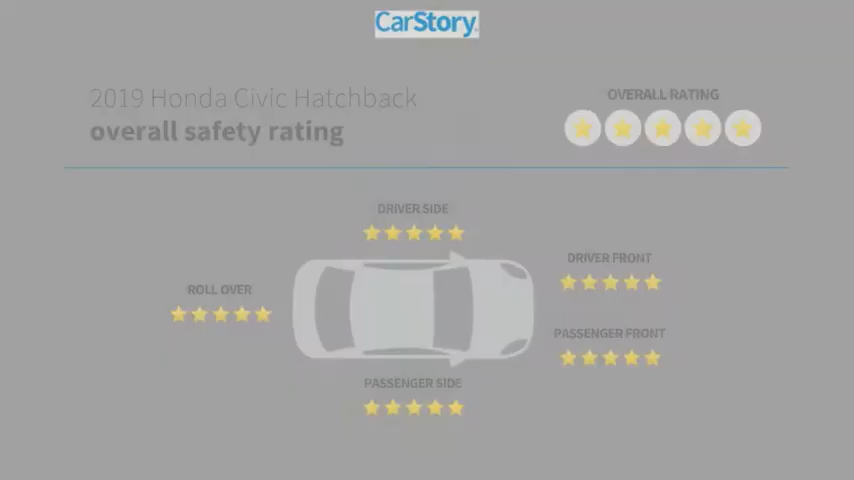 CarStory
2019 Honda Civic Hatchback
overall safety rating
OVERALL RATING
DRIVER SIDE
DRIVER FRONT
ROLL OVER
PASSENGER FRONT
PASSENGER SIDE